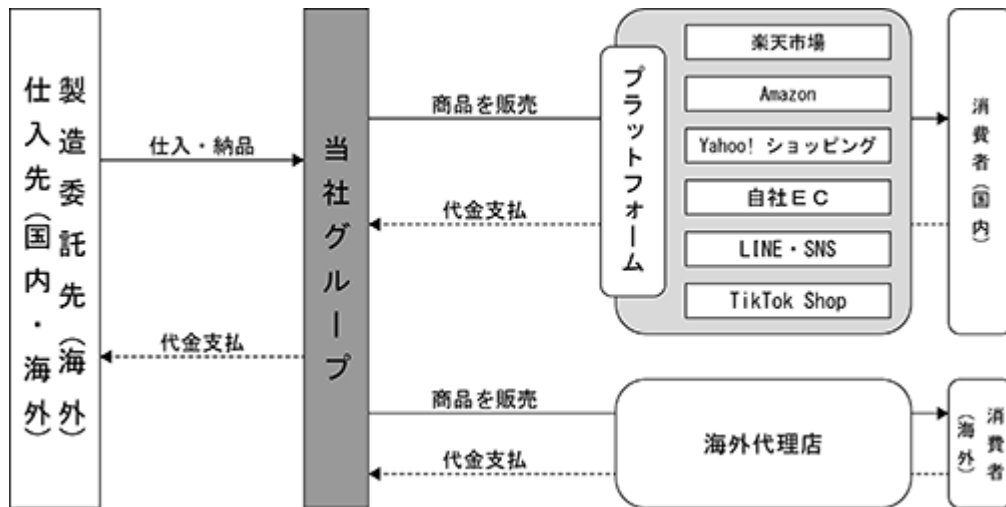 製造委託先(海外)
仕入先(国内・海外)
仕入・納品
代金支払
当社グループ
商品を販売
代金支払
プラットフォーム
楽天市場
Amazon
Yahoo! ショッピング
自社EC
LINE・SNS
TikTok Shop
消費者(国内)
商品を販売
代金支払
海外代理店
消費者
(海外)